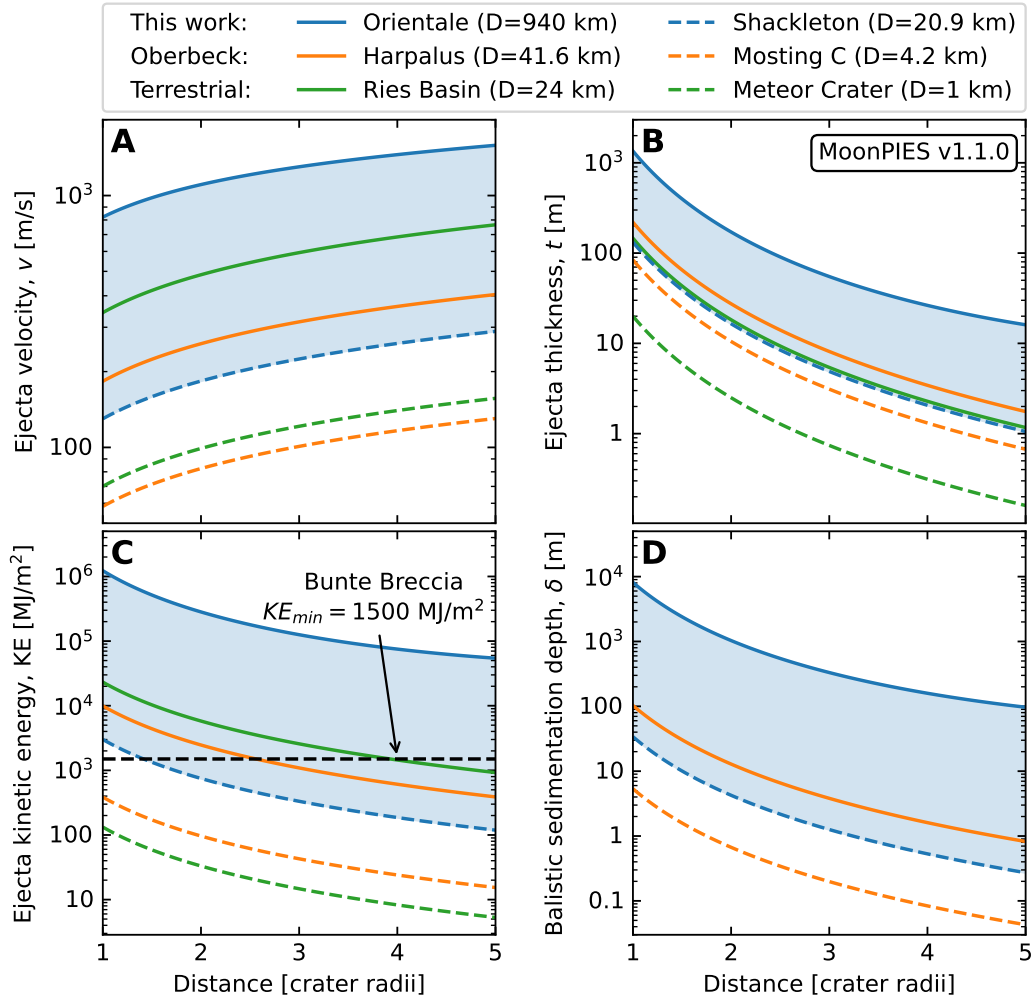 This work: Orientale (D=940 km) Shackleton (D=20.9 km)
Oberbeck: Harpalus (D=41.6 km) Mosting C (D=4.2 km)
Terrestrial: Ries Basin (D=24 km) Meteor Crater (D=1 km)
A
Ejecta velocity, v [m/s]
10³
100
B
MoonPIES v1.1.0
Ejecta thickness, t [m]
10³
100
10
1
C
Bunte Breccia
KE_min = 1500 MJ/m²
Ejecta kinetic energy, KE [MJ/m²]
10⁶
10⁵
10⁴
10³
100
10
1 2 3 4 5
Distance [crater radii]
D
Balistic sedimentation depth, δ [m]
10⁴
10³
100
10
1
0.1
1 2 3 4 5
Distance [crater radii]